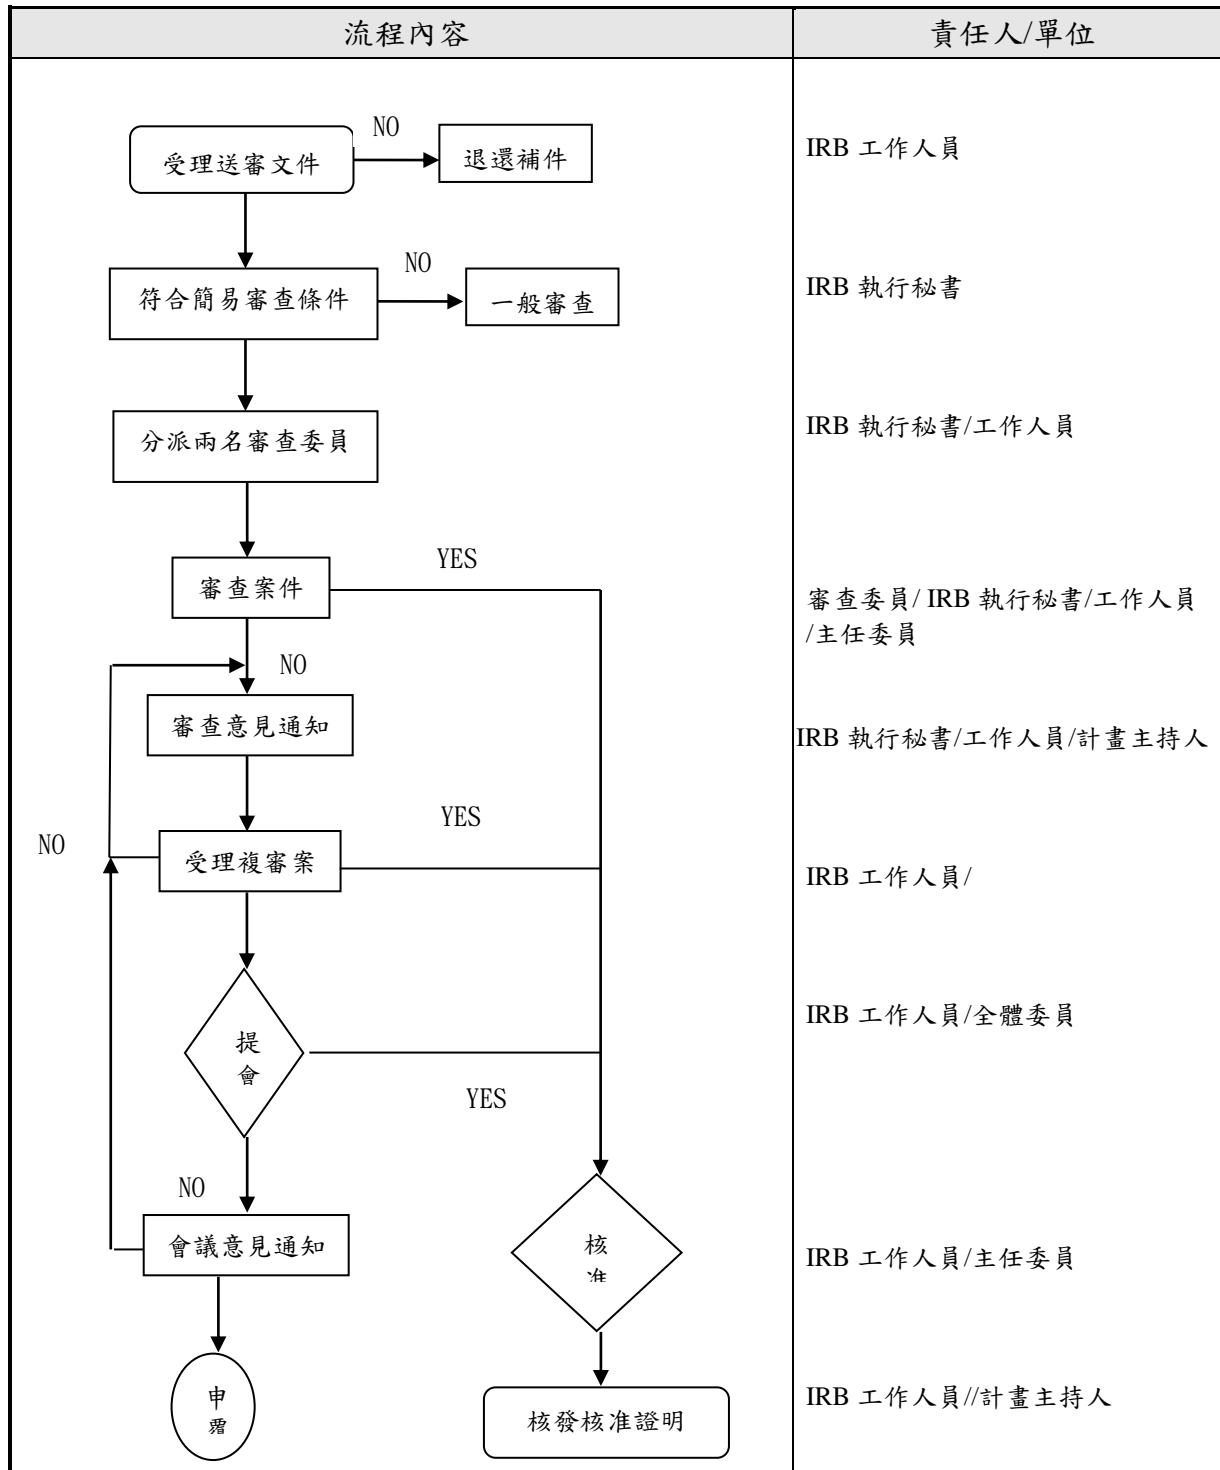 流程內容
責任人/單位
NO
受理送審文件
退還補件
IRB 工作人員
NO
符合簡易審查條件
一般審查
IRB 執行秘書
分派兩名審查委員
IRB 執行秘書/工作人員
YES
審查案件
審查委員/ IRB 執行秘書/工作人員
/主任委員
NO
審查意見通知
IRB 執行秘書/工作人員/計畫主持人
YES
NO
受理複審案
IRB 工作人員/
提
會
IRB 工作人員/全體委員
YES
NO
會議意見通知
核
准
IRB 工作人員/主任委員
申
核發核准證明
IRB 工作人員//計畫主持人